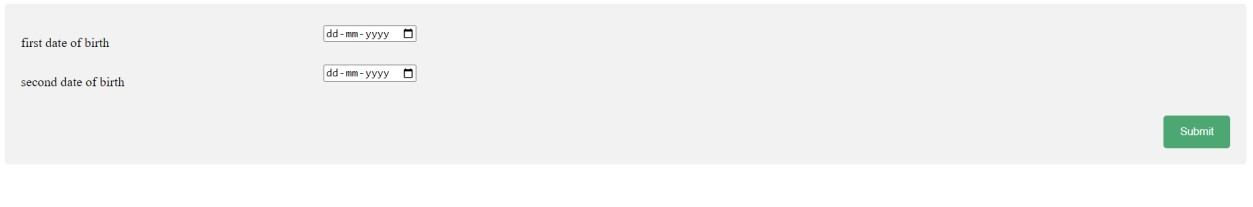 first date of birth dd-mm-yyyy
second date of birth dd-mm-yyyy
Submit